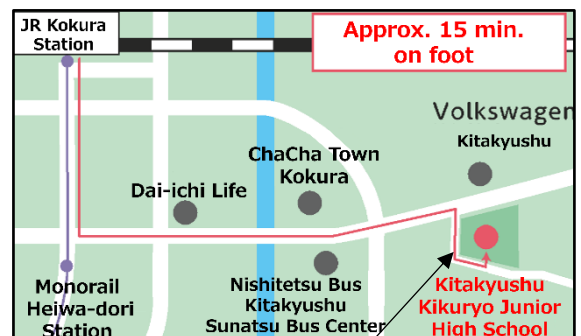 JR Kokura
Station
Approx. 15 min.
on foot
Volkswagen
Kitakyushu
ChaCha Town
Kokura
Dai-ichi Life
Monorail
Heiwa-dori
Station
Nishitetsu Bus
Kitakyushu
Sunatsu Bus Center
Kitakyushu
Kikuryo Junior
High School